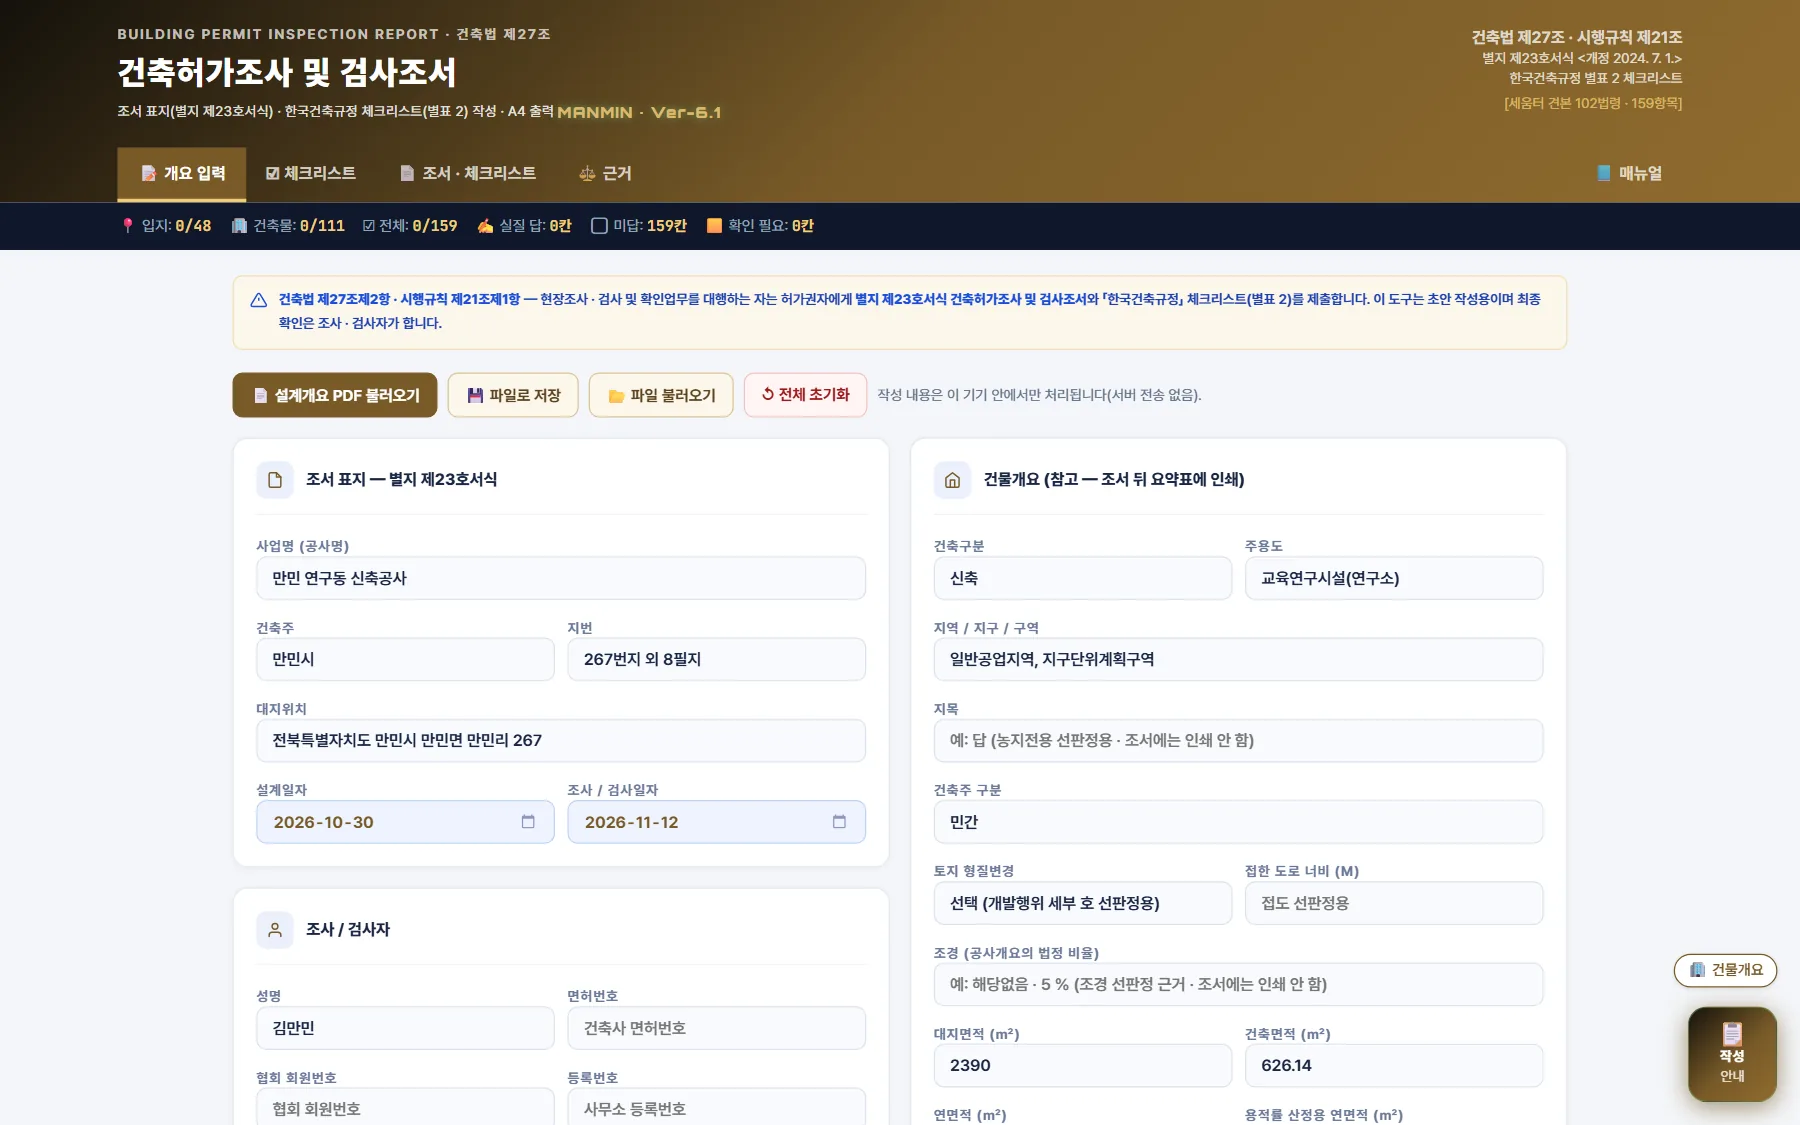 BUILDING PERMIT INSPECTION REPORT · 건축법 제27조
건축허가조사 및 검사조서
조서 표지(별지 제23호서식) · 한국건축규정 체크리스트(별표 2) 작성 · A4 출력 MANMIN · Ver-6.1
건축법 제27조 · 시행규칙 제21조
별지 제23호서식 <개정 2024. 7. 1.>
한국건축규정 별표 2 체크리스트
[세움터 견본 102법령 · 159항목]
개요 입력
체크리스트
조서 · 체크리스트
근거
매뉴얼
입지: 0/48 건축물: 0/111 전체: 0/159 실질 답: 0칸 미답: 159칸 확인 필요: 0칸
건축법 제27조제2항 · 시행규칙 제21조제1항 — 현장조사 · 검사 및 확인업무를 대행하는 자는 허가권자에게 별지 제23호서식 건축허가조사 및 검사조서와 「한국건축규정」 체크리스트(별표 2)를 제출합니다. 이 도구는 초안 작성용이며 최종
확인은 조사 · 검사자가 합니다.
설계개요 PDF 불러오기
파일로 저장
파일 불러오기
전체 초기화
작성 내용은 이 기기 안에서만 처리됩니다(서버 전송 없음).
조서 표지 — 별지 제23호서식
사업명 (공사명)
만민 연구동 신축공사
건축주
지번
만민시
267번지 외 8필지
대지위치
전북특별자치도 만민시 만민면 만민리 267
설계일자
조사 / 검사일자
2026-10-30
2026-11-12
조사 / 검사자
성명
면허번호
김만민
건축사 면허번호
협회 회원번호
등록번호
협회 회원번호
사무소 등록번호
건물개요 (참고 — 조서 뒤 요약표에 인쇄)
건축구분
주용도
신축
교육연구시설(연구소)
지역 / 지구 / 구역
일반공업지역, 지구단위계획구역
지목
예: 답 (농지전용 선판정용 · 조서에는 인쇄 안 함)
건축주 구분
민간
토지 형질변경
접한 도로 너비 (M)
선택 (개발행위 세부 호 선판정용)
접도 선판정용
조경 (공사개요의 법정 비율)
예: 해당없음 · 5 % (조경 선판정 근거 · 조서에는 인쇄 안 함)
대지면적 (m²)
건축면적 (m²)
2390
626.14
연면적 (m²)
용적률 산정용 연면적 (m²)
건물개요
작성
안내